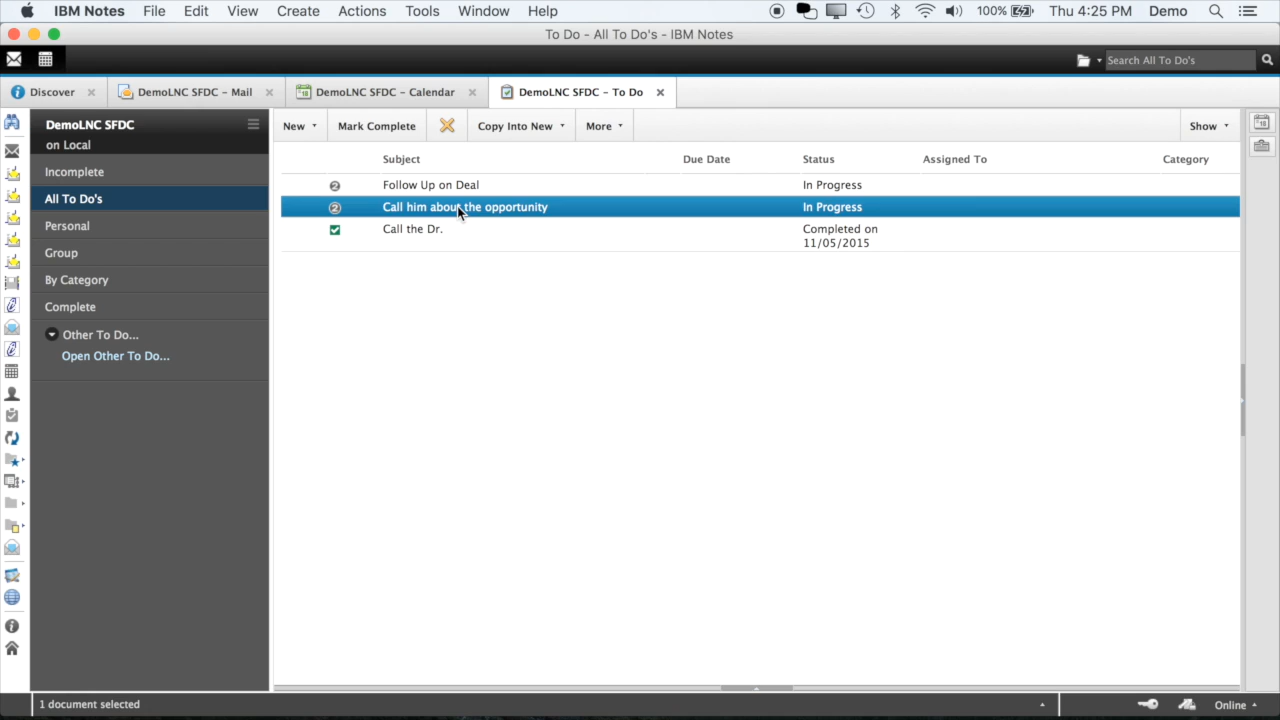 IBM Notes File Edit View Create Actions Tools Window Help 100% Thu 4:25 PM Demo
To Do - All To Do's - IBM Notes
Search All To Do's
Discover DemoLNC SFDC - Mail DemoLNC SFDC - Calendar DemoLNC SFDC - To Do
DemoLNC SFDC
on Local
New Mark Complete Copy Into New More Show
Incomplete
All To Do's
Personal
Group
By Category
Complete
Other To Do...
Open Other To Do...
Subject Due Date Status Assigned To Category
2 Follow Up on Deal In Progress
2 Call him about the opportunity In Progress
Call the Dr. Completed on
11/05/2015
1 document selected Online